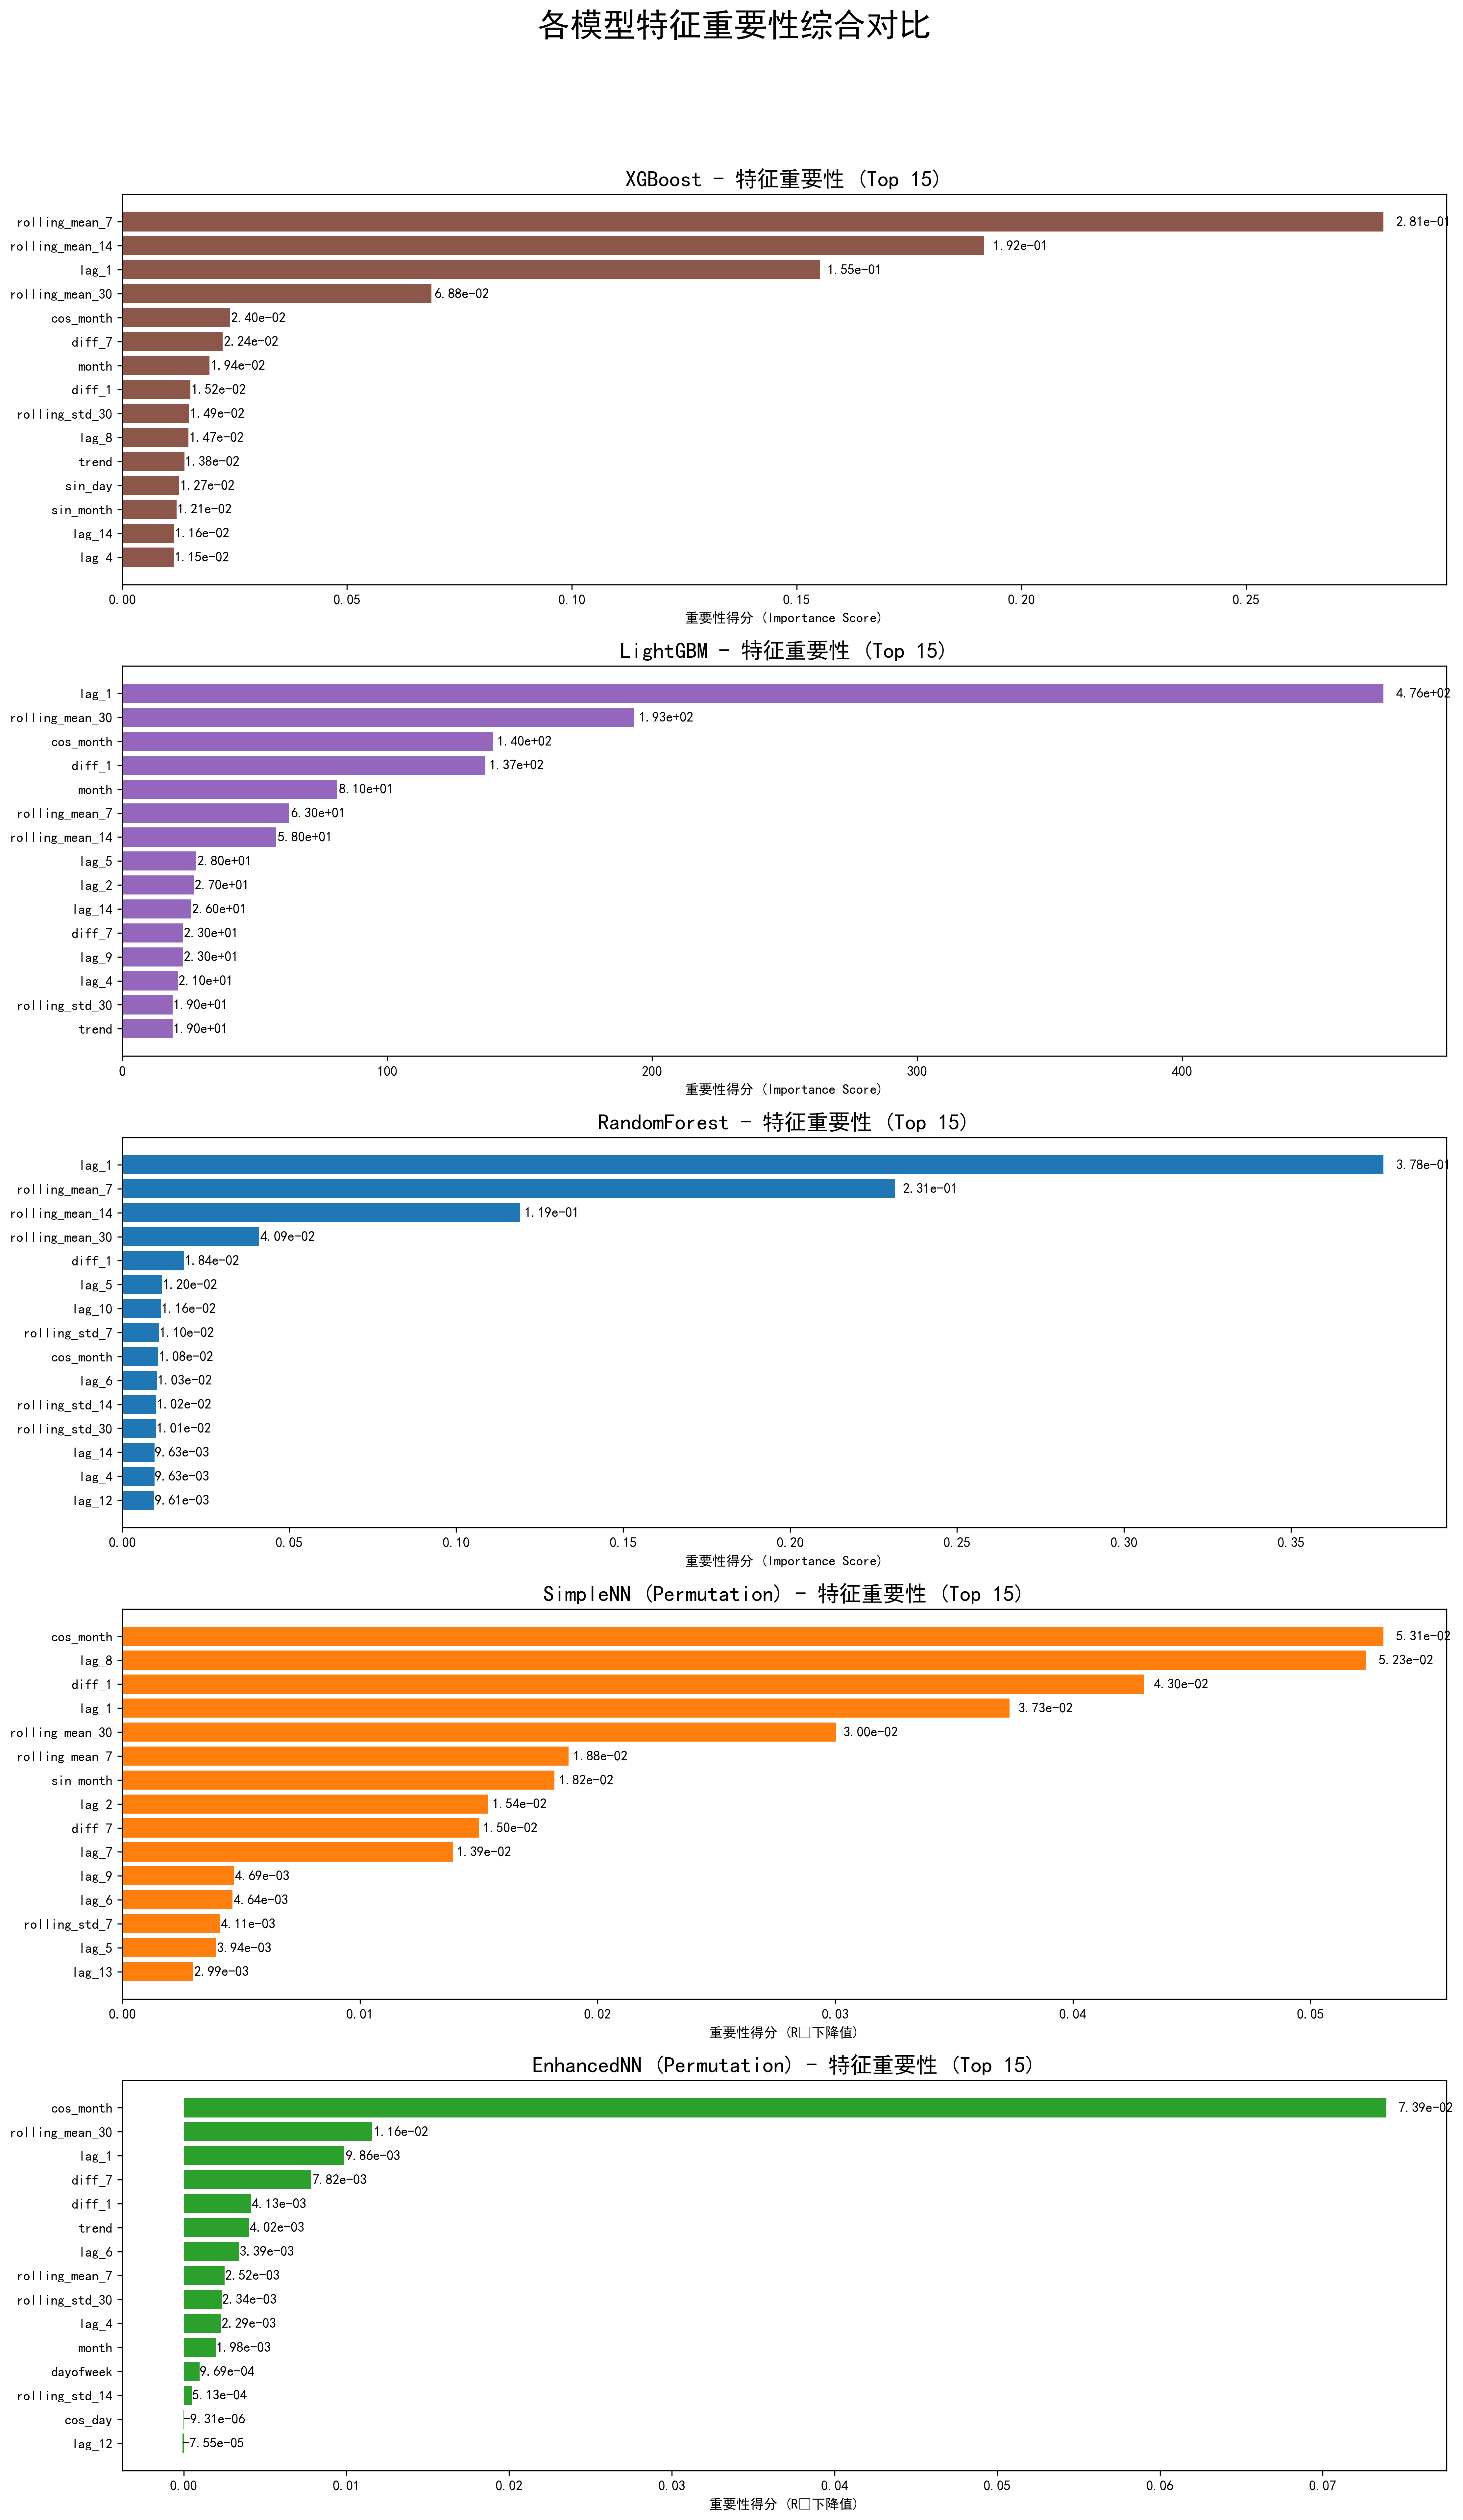 各模型特征重要性综合对比
XGBoost - 特征重要性 (Top 15)
rolling_mean_7 2.81e-01
rolling_mean_14 1.92e-01
lag_1 1.55e-01
rolling_mean_30 6.88e-02
cos_month 2.40e-02
diff_7 2.24e-02
month 1.94e-02
diff_1 1.52e-02
rolling_std_30 1.49e-02
lag_8 1.47e-02
trend 1.38e-02
sin_day 1.27e-02
sin_month 1.21e-02
lag_14 1.16e-02
lag_4 1.15e-02
0.00 0.05 0.10 0.15 0.20 0.25
重要性得分 (Importance Score)
LightGBM - 特征重要性 (Top 15)
lag_1 4.76e+02
rolling_mean_30 1.93e+02
cos_month 1.40e+02
diff_1 1.37e+02
month 8.10e+01
rolling_mean_7 6.30e+01
rolling_mean_14 5.80e+01
lag_5 2.80e+01
lag_2 2.70e+01
lag_14 2.60e+01
diff_7 2.30e+01
lag_9 2.30e+01
lag_4 2.10e+01
rolling_std_30 1.90e+01
trend 1.90e+01
0 100 200 300 400
重要性得分 (Importance Score)
RandomForest - 特征重要性 (Top 15)
lag_1 3.78e-01
rolling_mean_7 2.31e-01
rolling_mean_14 1.19e-01
rolling_mean_30 4.09e-02
diff_1 1.84e-02
lag_5 1.20e-02
lag_10 1.16e-02
rolling_std_7 1.10e-02
cos_month 1.08e-02
lag_6 1.03e-02
rolling_std_14 1.02e-02
rolling_std_30 1.01e-02
lag_14 9.63e-03
lag_4 9.63e-03
lag_12 9.61e-03
0.00 0.05 0.10 0.15 0.20 0.25 0.30 0.35
重要性得分 (Importance Score)
SimpleNN (Permutation) - 特征重要性 (Top 15)
cos_month 5.31e-02
lag_8 5.23e-02
diff_1 4.30e-02
lag_1 3.73e-02
rolling_mean_30 3.00e-02
rolling_mean_7 1.88e-02
sin_month 1.82e-02
lag_2 1.54e-02
diff_7 1.50e-02
lag_7 1.39e-02
lag_9 4.69e-03
lag_6 4.64e-03
rolling_std_7 4.11e-03
lag_5 3.94e-03
lag_13 2.99e-03
0.00 0.01 0.02 0.03 0.04 0.05
重要性得分 (R□下降值)
EnhancedNN (Permutation) - 特征重要性 (Top 15)
cos_month 7.39e-02
rolling_mean_30 1.16e-02
lag_1 9.86e-03
diff_7 7.82e-03
diff_1 4.13e-03
trend 4.02e-03
lag_6 3.39e-03
rolling_mean_7 2.52e-03
rolling_std_30 2.34e-03
lag_4 2.29e-03
month 1.98e-03
dayofweek 9.69e-04
rolling_std_14 5.13e-04
cos_day -9.31e-06
lag_12 -7.55e-05
0.00 0.01 0.02 0.03 0.04 0.05 0.06 0.07
重要性得分 (R□下降值)